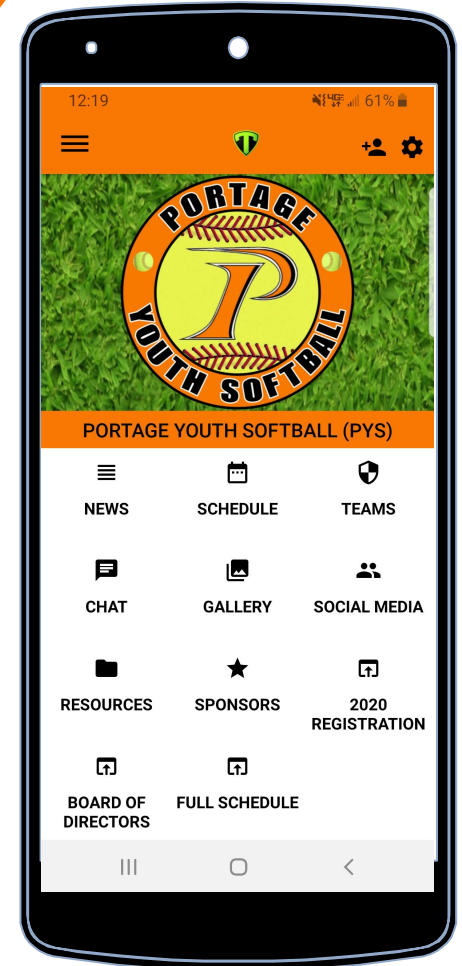 12:19
4G 61%
PORTAGE
P
YOUTH SOFTBALL
PORTAGE YOUTH SOFTBALL (PYS)
NEWS SCHEDULE TEAMS
CHAT GALLERY SOCIAL MEDIA
RESOURCES SPONSORS 2020
REGISTRATION
BOARD OF FULL SCHEDULE
DIRECTORS